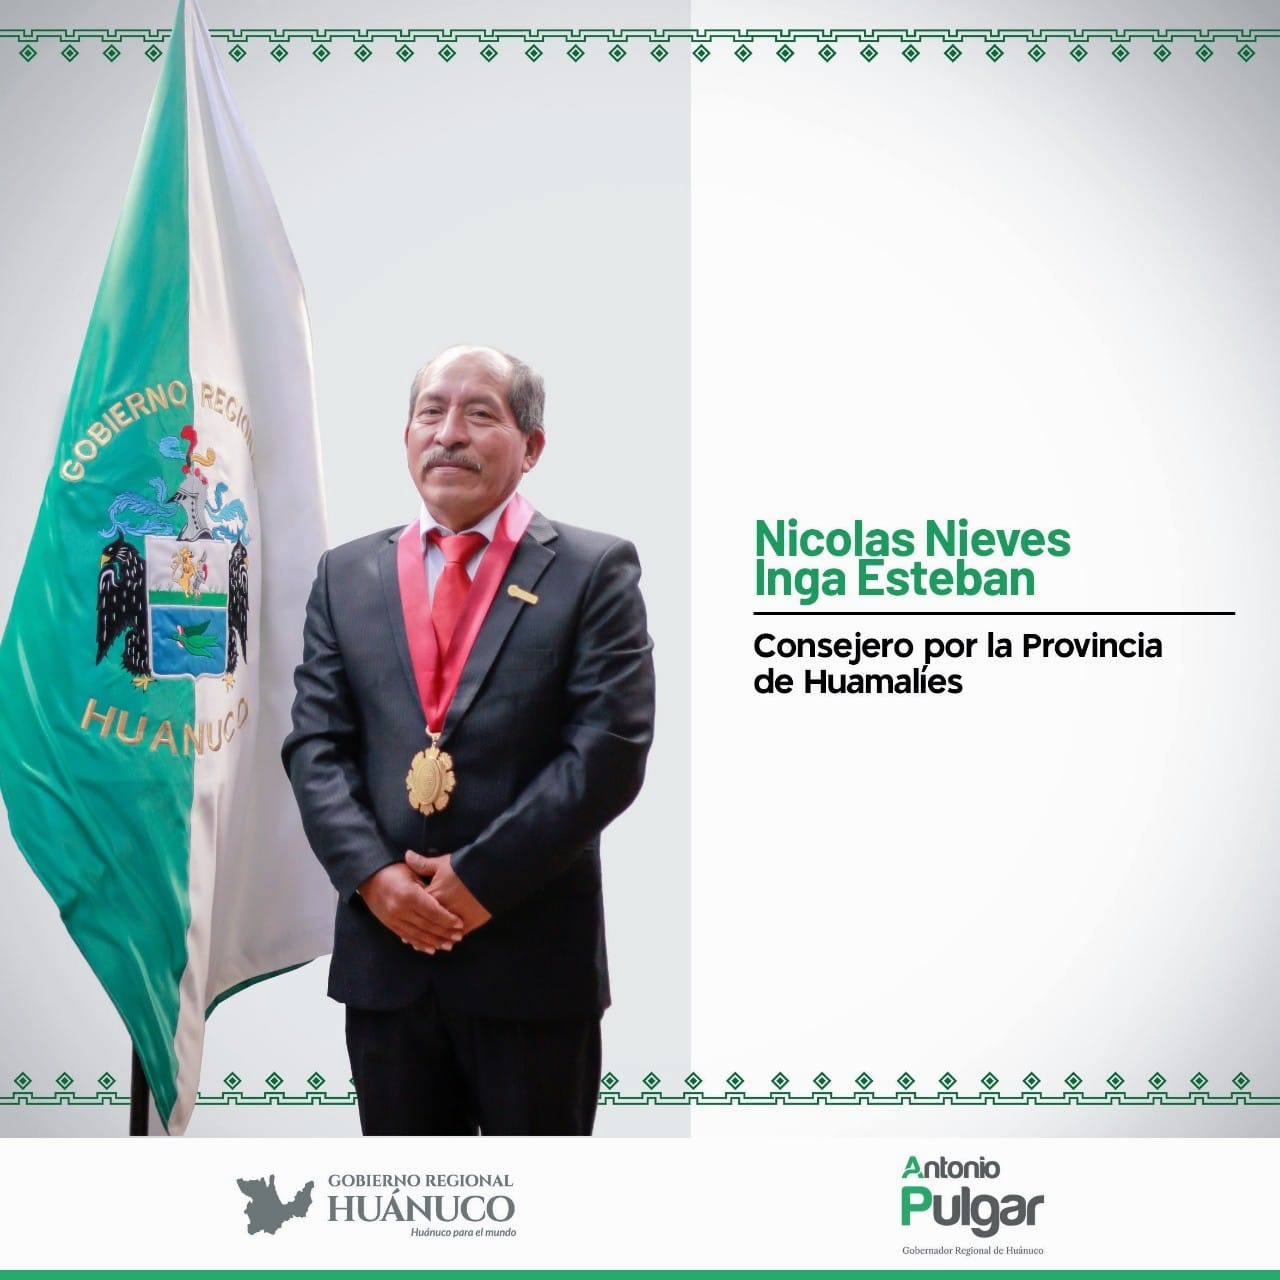 GOBIERNO REGIONAL
HUANUCO
Nicolas Nieves
Inga Esteban
Consejero por la Provincia
de Huamalíes
GOBIERNO REGIONAL
HUÁNUCO
Huánuco para el mundo
Antonio
Pulgar
Gobernador Regional de Huánuco